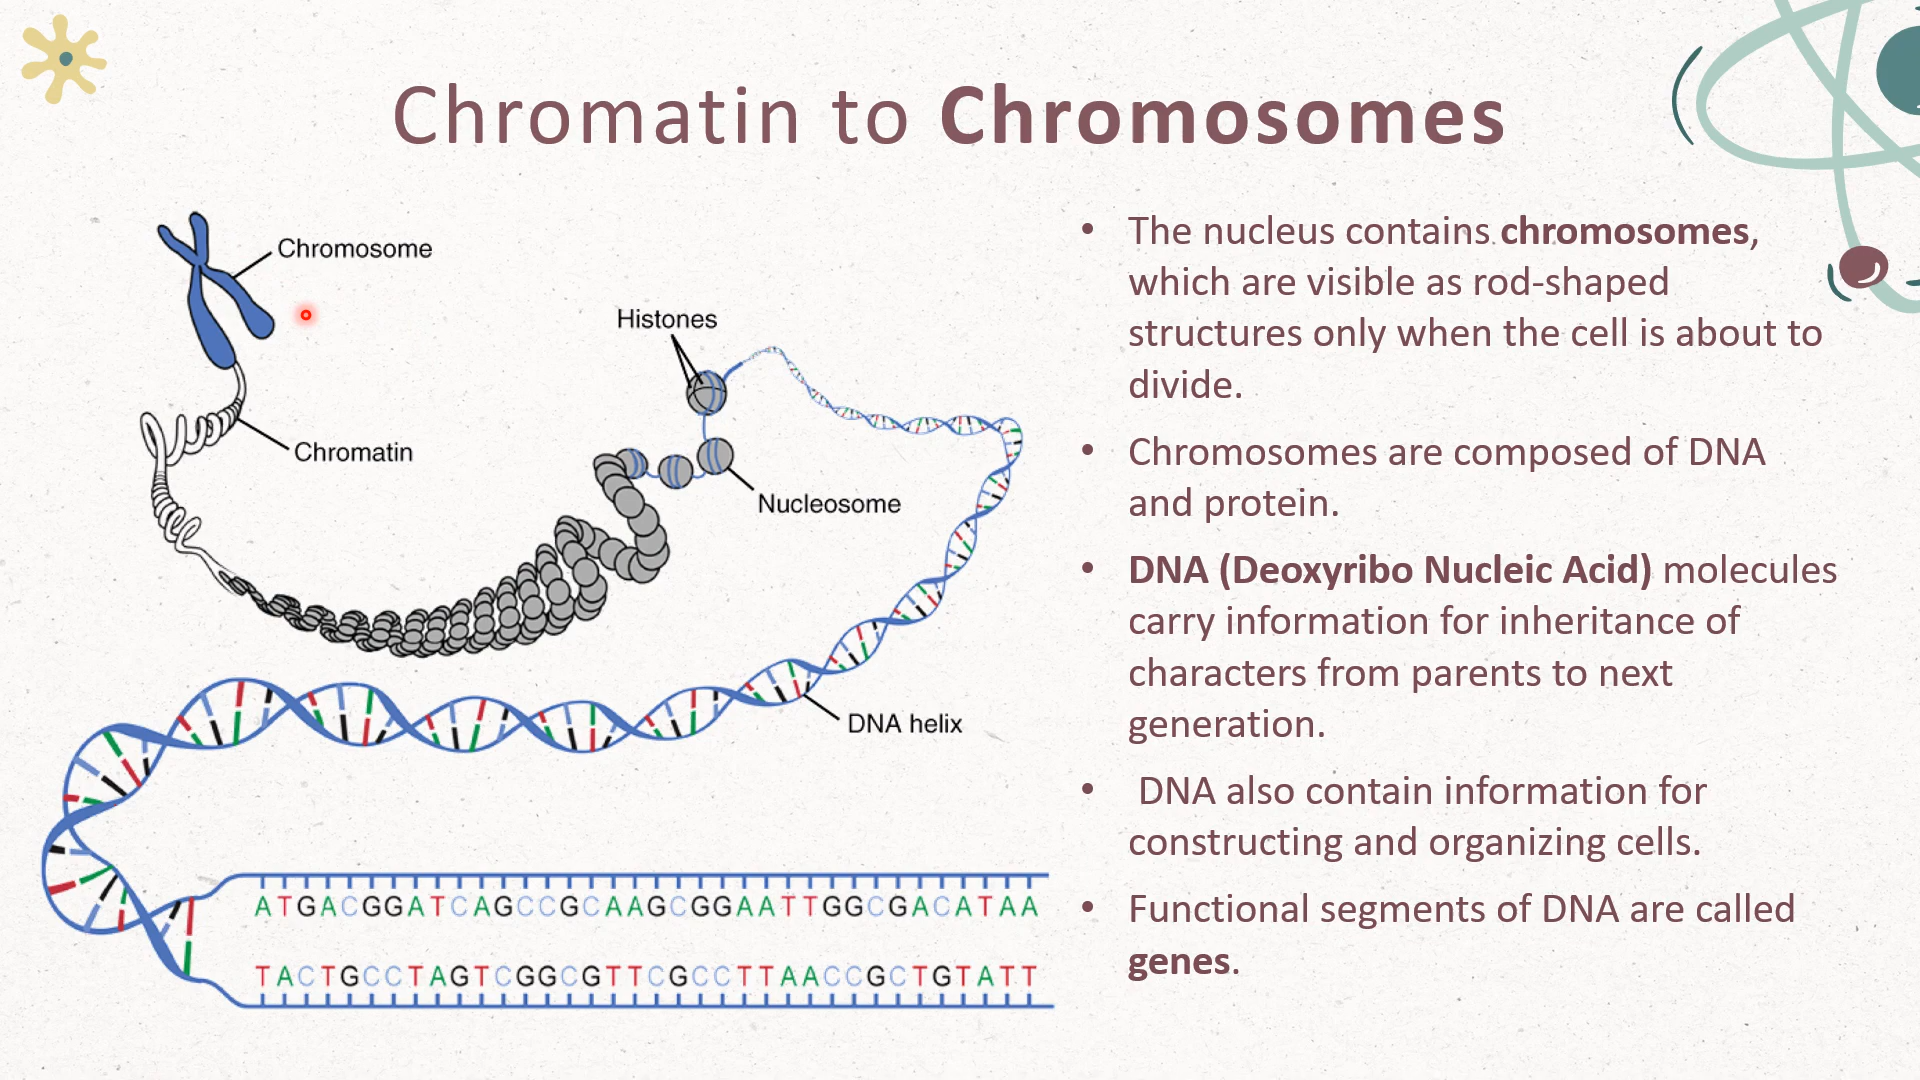 Chromatin to Chromosomes
Chromosome
Histones
Chromatin
Nucleosome
DNA helix
ATGACGGATCAGCCGCAAGCGGAATTGGCGACATAA
TACTGCCTAGTCGGCGTTCGCCTTAACCGCTGTATT
• The nucleus contains chromosomes,
which are visible as rod-shaped
structures only when the cell is about to
divide.
• Chromosomes are composed of DNA
and protein.
• DNA (Deoxyribo Nucleic Acid) molecules
carry information for inheritance of
characters from parents to next
generation.
• DNA also contain information for
constructing and organizing cells.
• Functional segments of DNA are called
genes.